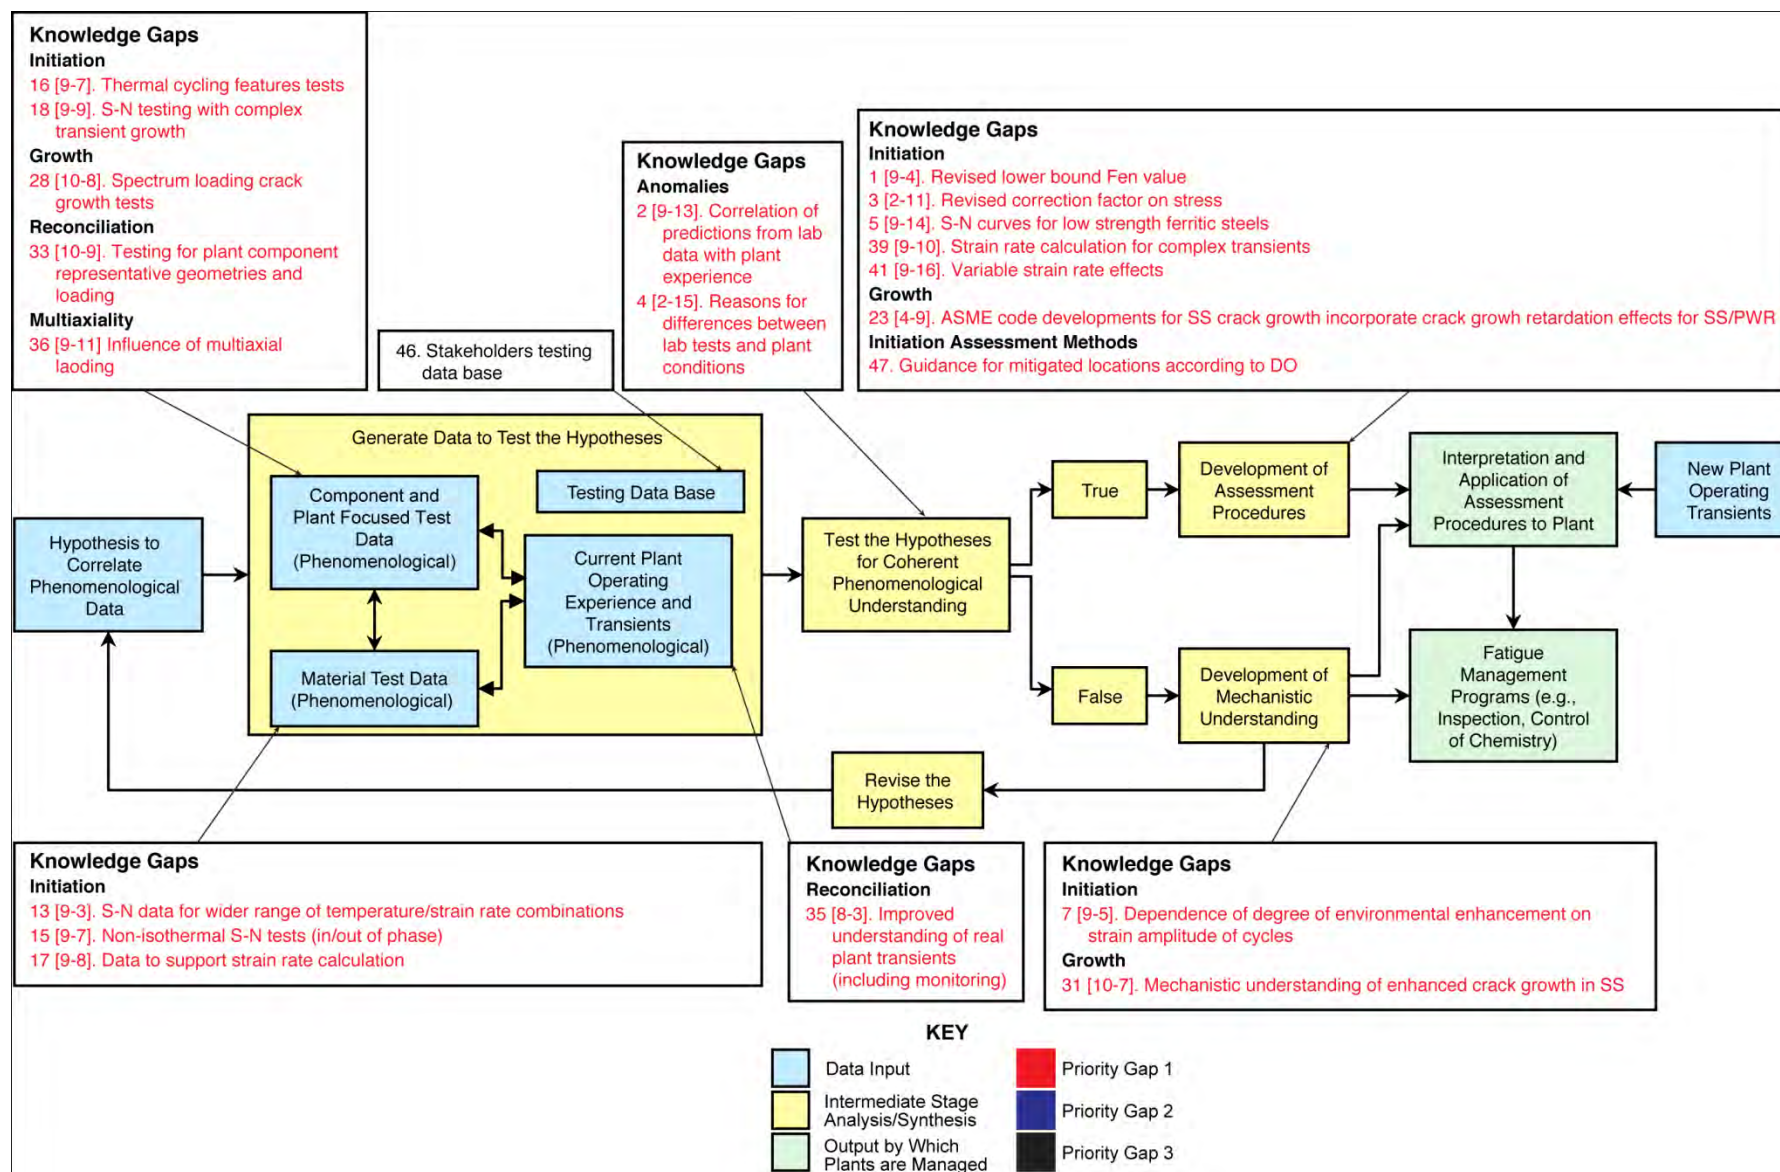 Knowledge Gaps
Initiation
16 [9-7]. Thermal cycling features tests
18 [9-9]. S-N testing with complex
transient growth
Growth
28 [10-8]. Spectrum loading crack
growth tests
Reconciliation
33 [10-9]. Testing for plant component
representative geometries and
loading
Multiaxiality
36 [9-11] Influence of multiaxial
laoding
46. Stakeholders testing
data base
Knowledge Gaps
Anomalies
2 [9-13]. Correlation of
predictions from lab
data with plant
experience
4 [2-15]. Reasons for
differences between
lab tests and plant
conditions
Knowledge Gaps
Initiation
1 [9-4]. Revised lower bound Fen value
3 [2-11]. Revised correction factor on stress
5 [9-14]. S-N curves for low strength ferritic steels
39 [9-10]. Strain rate calculation for complex transients
41 [9-16]. Variable strain rate effects
Growth
23 [4-9]. ASME code developments for SS crack growth incorporate crack growh retardation effects for SS/PWR
Initiation Assessment Methods
47. Guidance for mitigated locations according to DO
Hypothesis to
Correlate
Phenomenological
Data
Generate Data to Test the Hypotheses
Component and
Plant Focused Test
Data
(Phenomenological)
Testing Data Base
Current Plant
Operating
Experience and
Transients
(Phenomenological)
Material Test Data
(Phenomenological)
Test the Hypotheses
for Coherent
Phenomenological
Understanding
True
False
Development of
Assessment
Procedures
Development of
Mechanistic
Understanding
Interpretation and
Application of
Assessment
Procedures to Plant
New Plant
Operating
Transients
Fatigue
Management
Programs (e.g.,
Inspection, Control
of Chemistry)
Revise the
Hypotheses
Knowledge Gaps
Initiation
13 [9-3]. S-N data for wider range of temperature/strain rate combinations
15 [9-7]. Non-isothermal S-N tests (in/out of phase)
17 [9-8]. Data to support strain rate calculation
Knowledge Gaps
Reconciliation
35 [8-3]. Improved
understanding of real
plant transients
(including monitoring)
Knowledge Gaps
Initiation
7 [9-5]. Dependence of degree of environmental enhancement on
strain amplitude of cycles
Growth
31 [10-7]. Mechanistic understanding of enhanced crack growth in SS
KEY
Data Input
Intermediate Stage
Analysis/Synthesis
Output by Which
Plants are Managed
Priority Gap 1
Priority Gap 2
Priority Gap 3